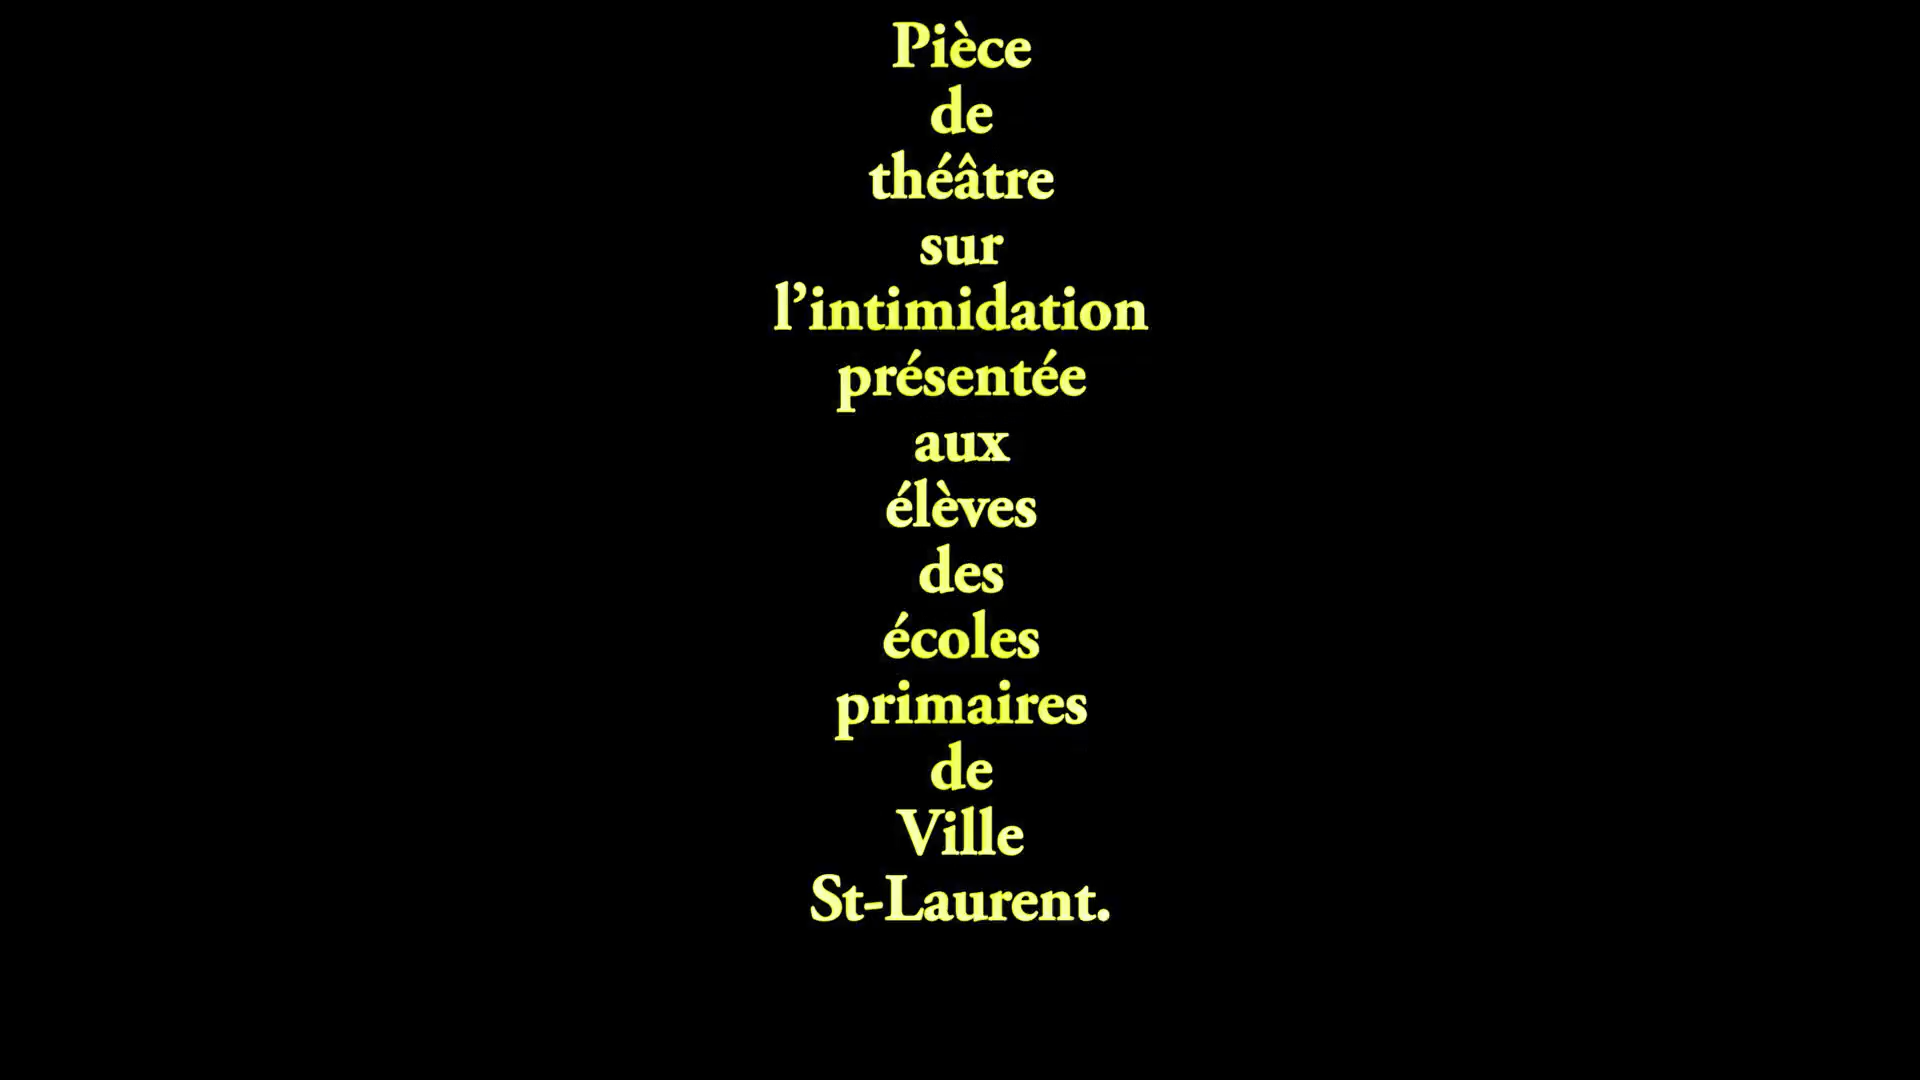 Pièce
de
théâtre
sur
l’intimidation
présentée
aux
élèves
des
écoles
primaires
de
Ville
St-Laurent.